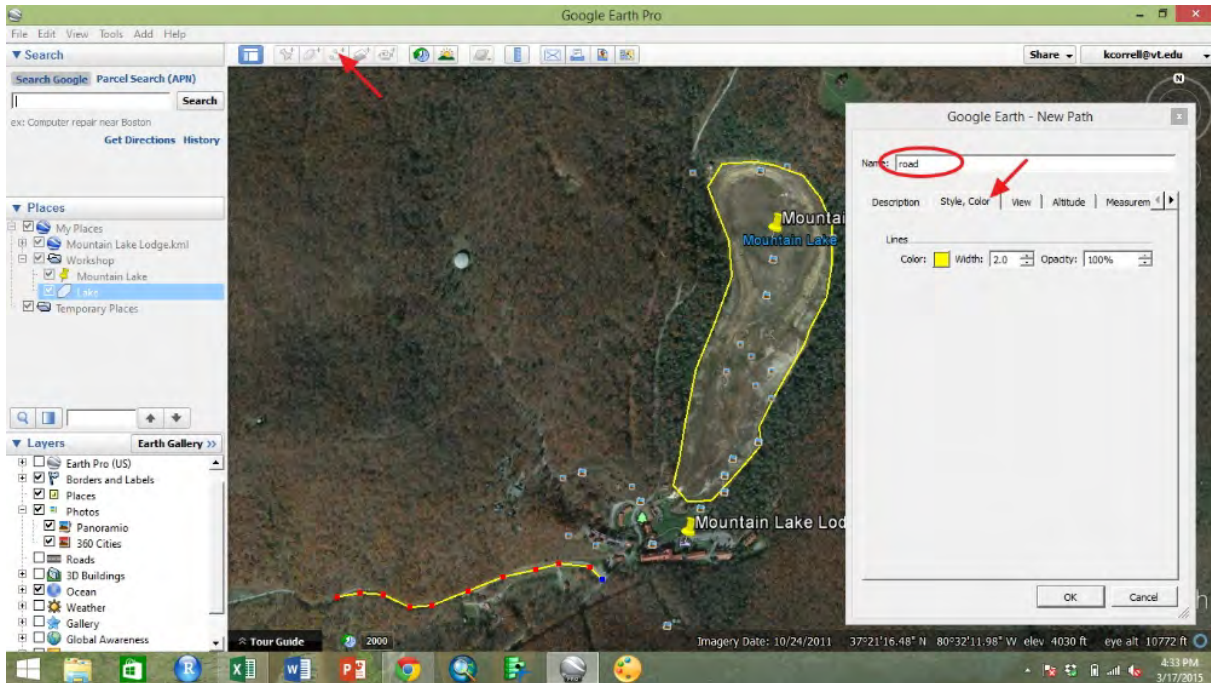 Google Earth Pro
File Edit View Tools Add Help
▼ Search
Share
kcorrell@vt.edu
Search Google Parcel Search (APN)
Search
ex: Computer repair near Boston
Get Directions History
N
Google Earth - New Path
Name: road
Description Style, Color View Altitude Measurem
Lines
Color: Width: 2.0 Opacity: 100%
OK Cancel
▼ Places
My Places
Mountain Lake Lodge.kml
Workshop
Mountain Lake
Lake
Temporary Places
Mountai
Mountain Lake
Mountain Lake Lod
▼ Layers Earth Gallery >>
Earth Pro (US)
Borders and Labels
Places
Photos
Panoramio
360 Cities
Roads
3D Buildings
Ocean
Weather
Gallery
Global Awareness
Tour Guide 2000
Imagery Date: 10/24/2011 37°21'16.48" N 80°32'11.98" W elev 4030 ft eye alt 10772 ft
4:33 PM
3/17/2015